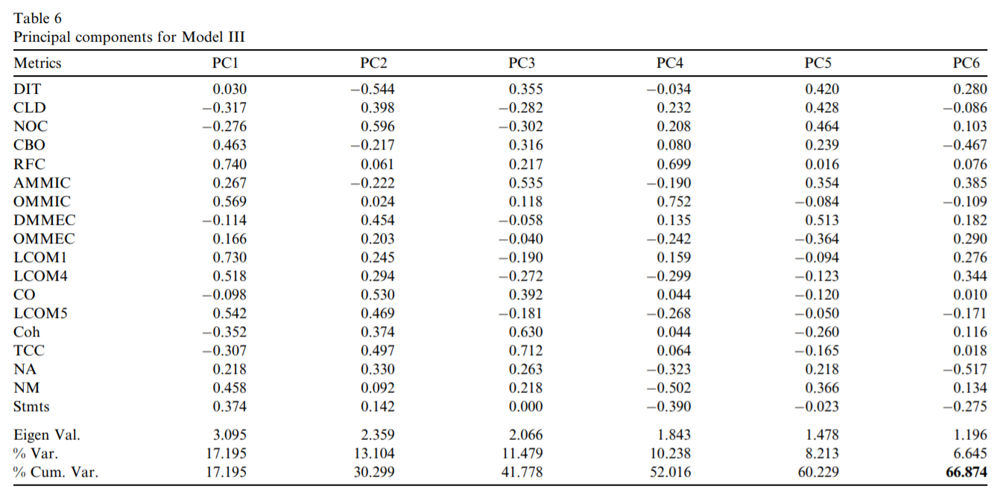 Table 6
Principal components for Model III
Metrics PC1 PC2 PC3 PC4 PC5 PC6
DIT 0.030 −0.544 0.355 −0.034 0.420 0.280
CLD −0.317 0.398 −0.282 0.232 0.428 −0.086
NOC −0.276 0.596 −0.302 0.208 0.464 0.103
CBO 0.463 −0.217 0.316 0.080 0.239 −0.467
RFC 0.740 0.061 0.217 0.699 0.016 0.076
AMMIC 0.267 −0.222 0.535 −0.190 0.354 0.385
OMMIC 0.569 0.024 0.118 0.752 −0.084 −0.109
DMMEC −0.114 0.454 −0.058 0.135 0.513 0.182
OMMEC 0.166 0.203 −0.040 −0.242 −0.364 0.290
LCOM1 0.730 0.245 −0.190 0.159 −0.094 0.276
LCOM4 0.518 0.294 −0.272 −0.299 −0.123 0.344
CO −0.098 0.530 0.392 0.044 −0.120 0.010
LCOM5 0.542 0.469 −0.181 −0.268 −0.050 −0.171
Coh −0.352 0.374 0.630 0.044 −0.260 0.116
TCC −0.307 0.497 0.712 0.064 −0.165 0.018
NA 0.218 0.330 0.263 −0.323 0.218 −0.517
NM 0.458 0.092 0.218 −0.502 0.366 0.134
Stmts 0.374 0.142 0.000 −0.390 −0.023 −0.275
Eigen Val. 3.095 2.359 2.066 1.843 1.478 1.196
% Var. 17.195 13.104 11.479 10.238 8.213 6.645
% Cum. Var. 17.195 30.299 41.778 52.016 60.229 66.874